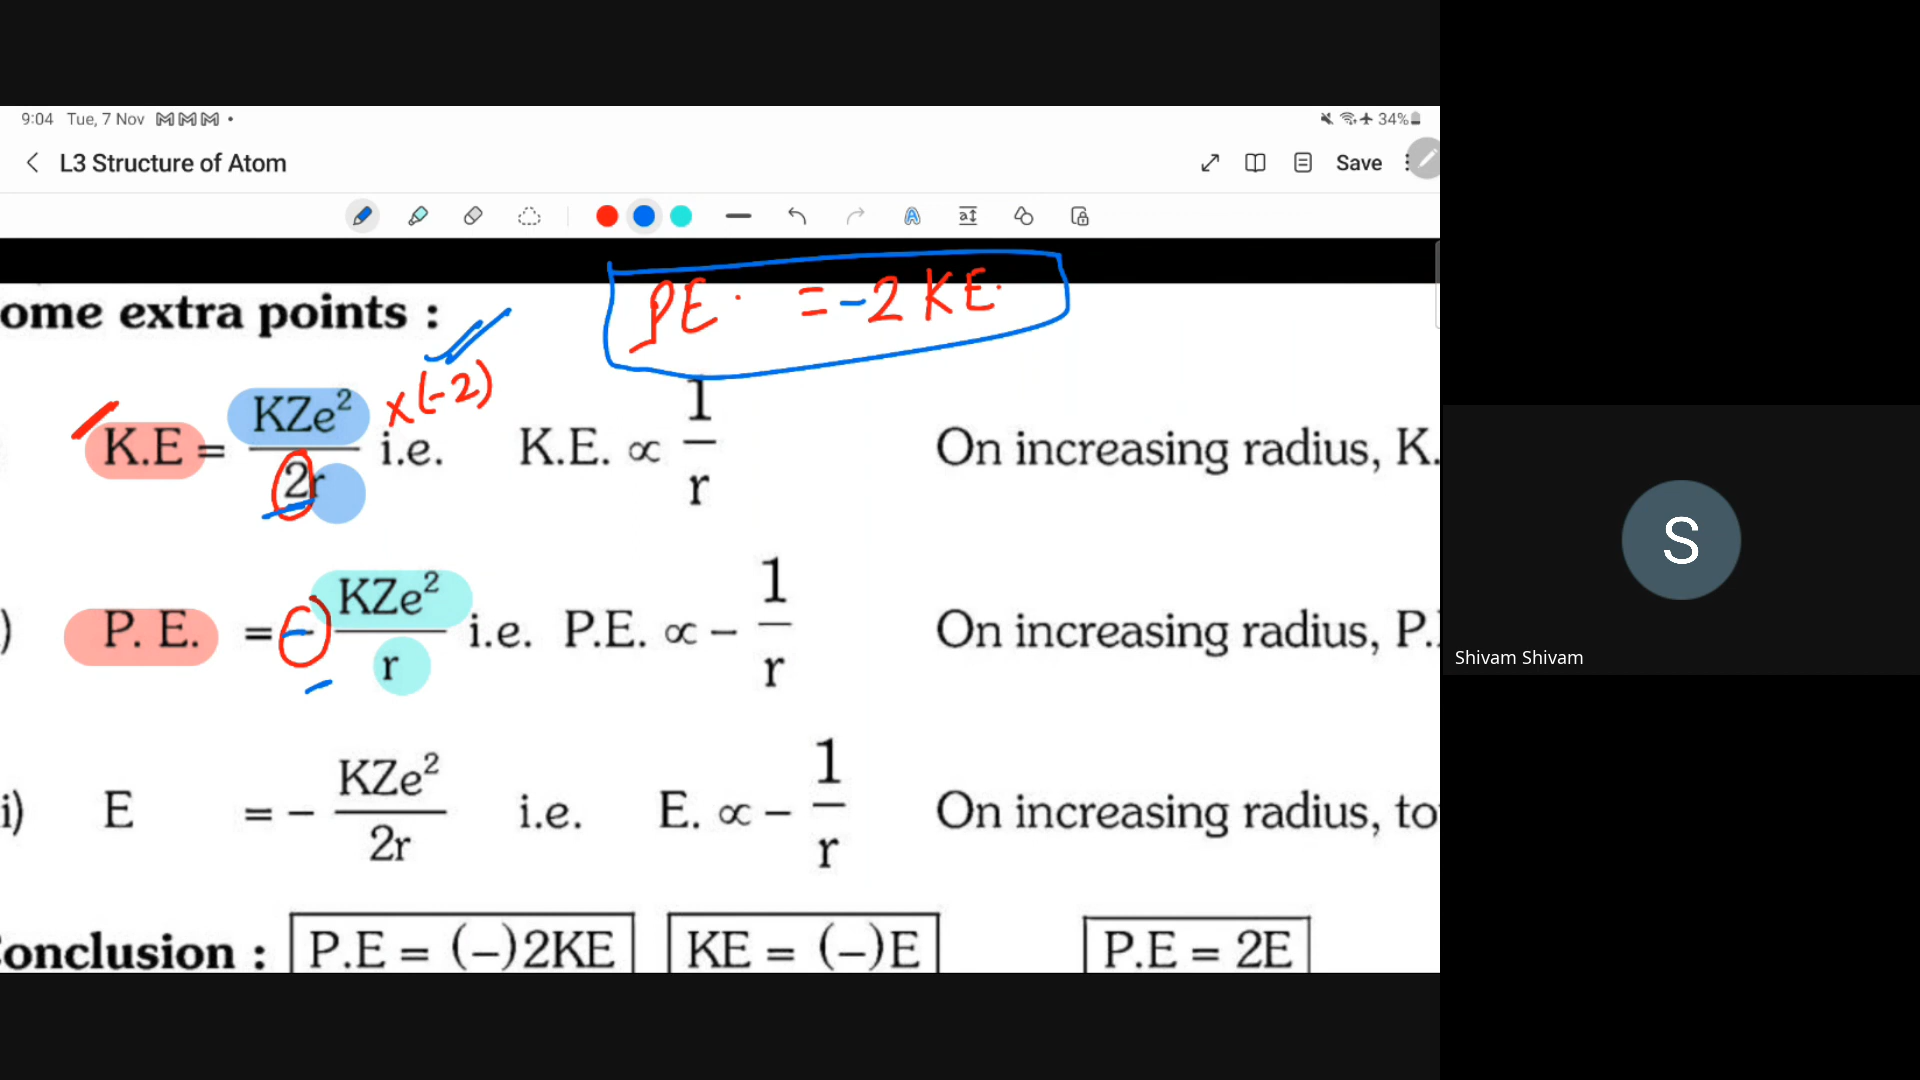 9:04 Tue, 7 Nov
34%
L3 Structure of Atom
Save
PE. = -2 KE.
ome extra points :
×(-2)
K.E = KZe²/2r i.e. K.E. ∝ 1/r On increasing radius, K.
) P. E. = - KZe²/r i.e. P.E. ∝ - 1/r On increasing radius, P.
i) E = - KZe²/2r i.e. E. ∝ - 1/r On increasing radius, to
onclusion : P.E = (–)2KE KE = (–)E P.E = 2E
S
Shivam Shivam